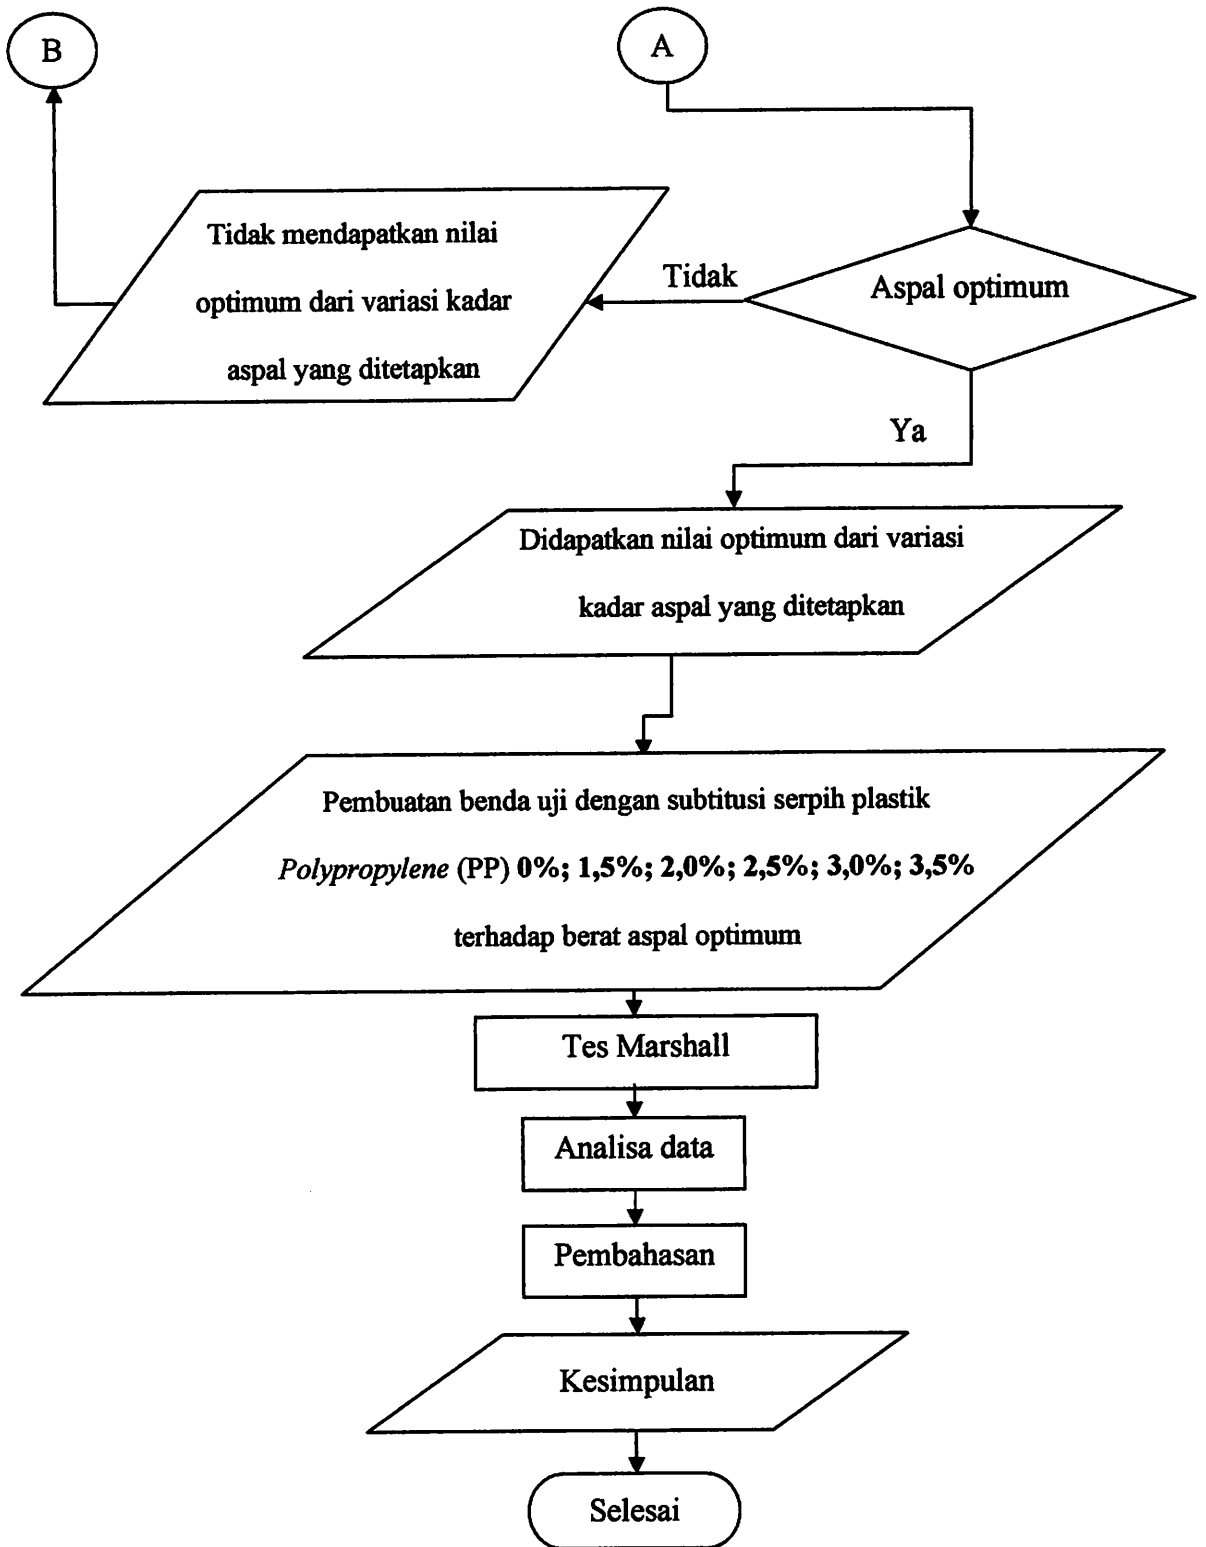 B
A
Aspal optimum
Tidak
Tidak mendapatkan nilai
optimum dari variasi kadar
aspal yang ditetapkan
Ya
Didapatkan nilai optimum dari variasi
kadar aspal yang ditetapkan
Pembuatan benda uji dengan subtitusi serpih plastik
Polypropylene (PP) 0%; 1,5%; 2,0%; 2,5%; 3,0%; 3,5%
terhadap berat aspal optimum
Tes Marshall
Analisa data
Pembahasan
Kesimpulan
Selesai